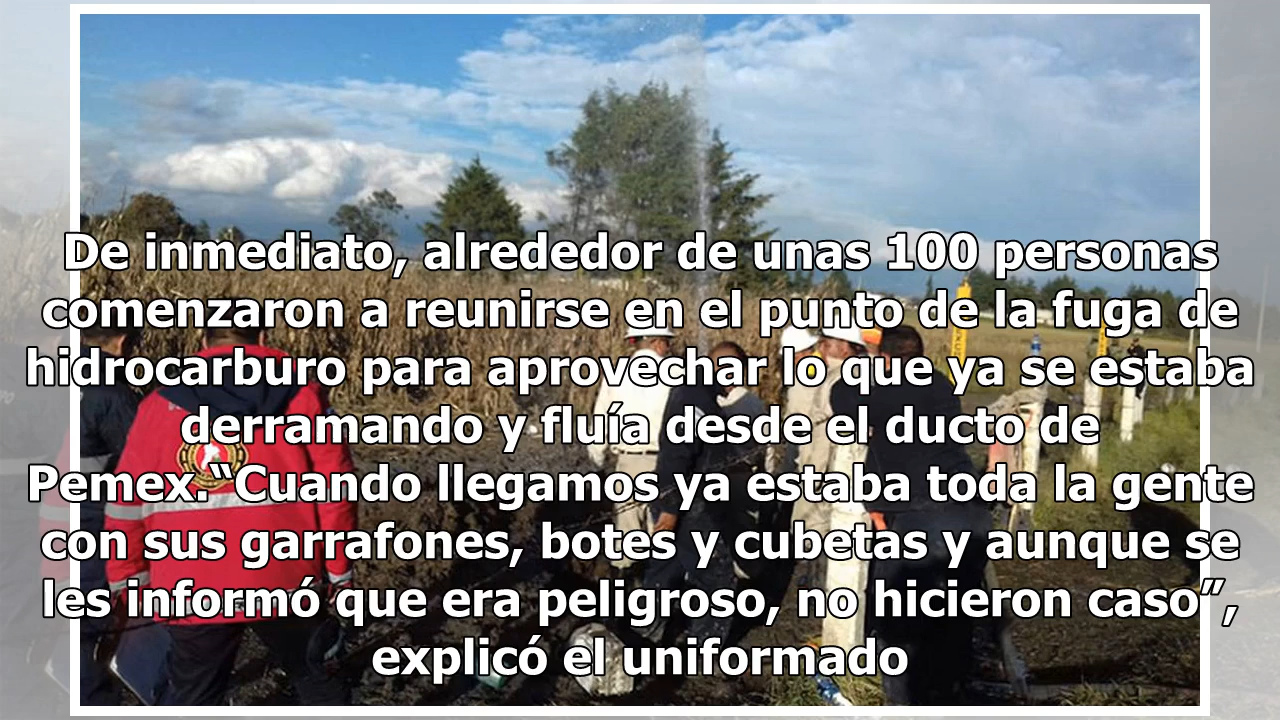 De inmediato, alrededor de unas 100 personas
comenzaron a reunirse en el punto de la fuga de
hidrocarburo para aprovechar lo que ya se estaba
derramando y fluía desde el ducto de
Pemex.“Cuando llegamos ya estaba toda la gente
con sus garrafones, botes y cubetas y aunque se
les informó que era peligroso, no hicieron caso”,
explicó el uniformado